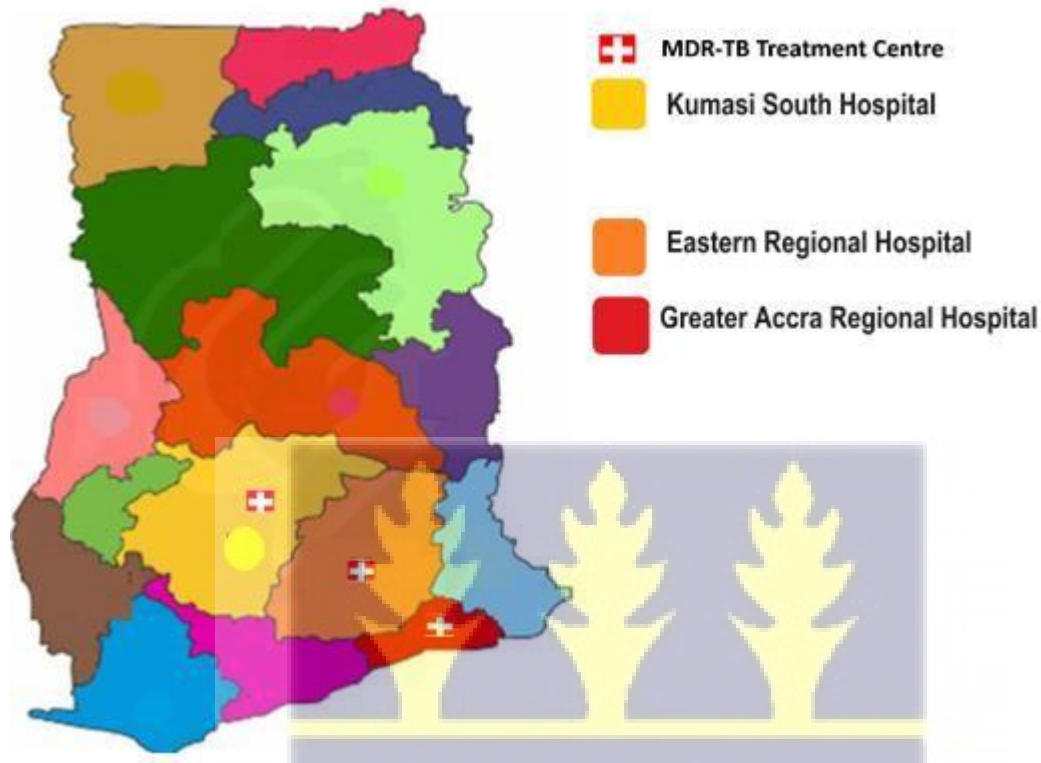 MDR-TB Treatment Centre
Kumasi South Hospital
Eastern Regional Hospital
Greater Accra Regional Hospital